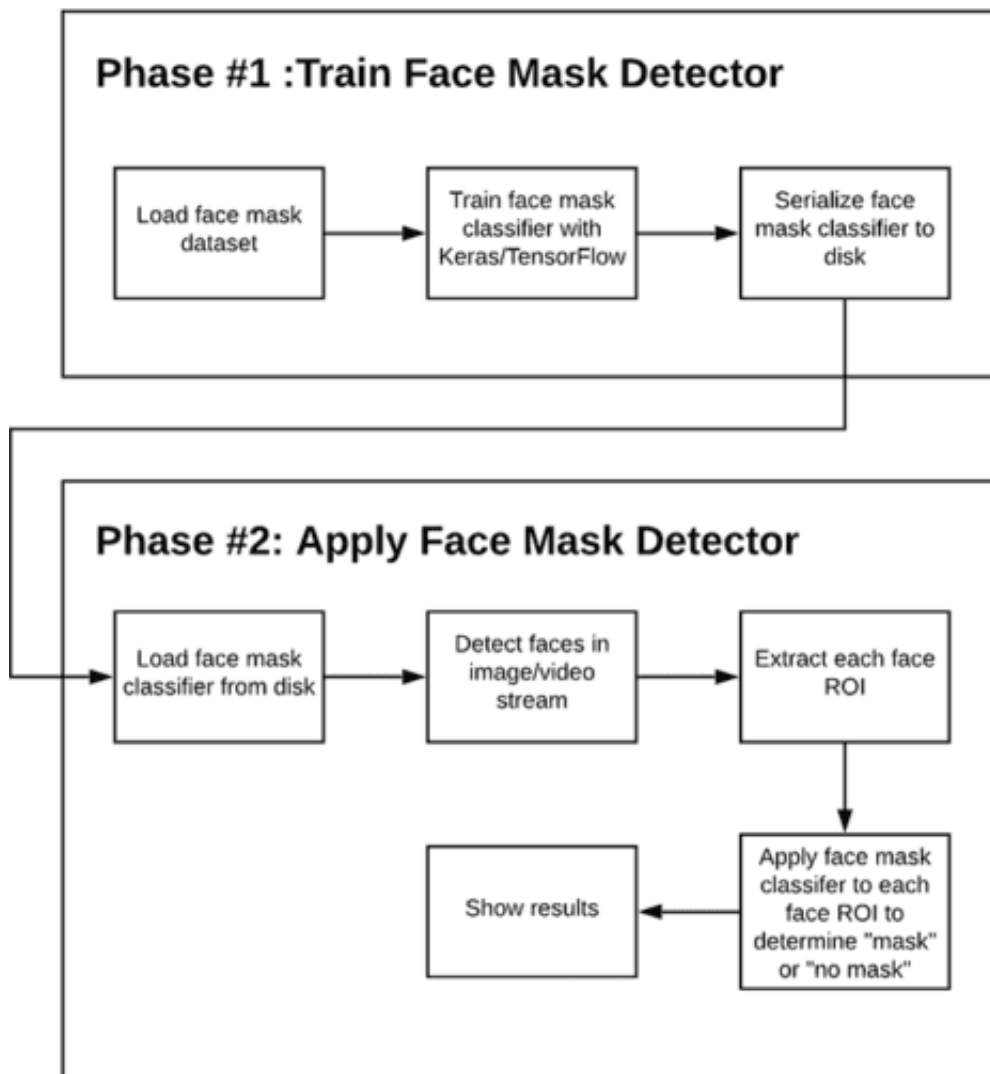 Phase #1 :Train Face Mask Detector
Load face mask
dataset
Train face mask
classifier with
Keras/TensorFlow
Serialize face
mask classifier to
disk
Phase #2: Apply Face Mask Detector
Load face mask
classifier from disk
Detect faces in
image/video
stream
Extract each face
ROI
Apply face mask
classifer to each
face ROI to
determine "mask"
or "no mask"
Show results